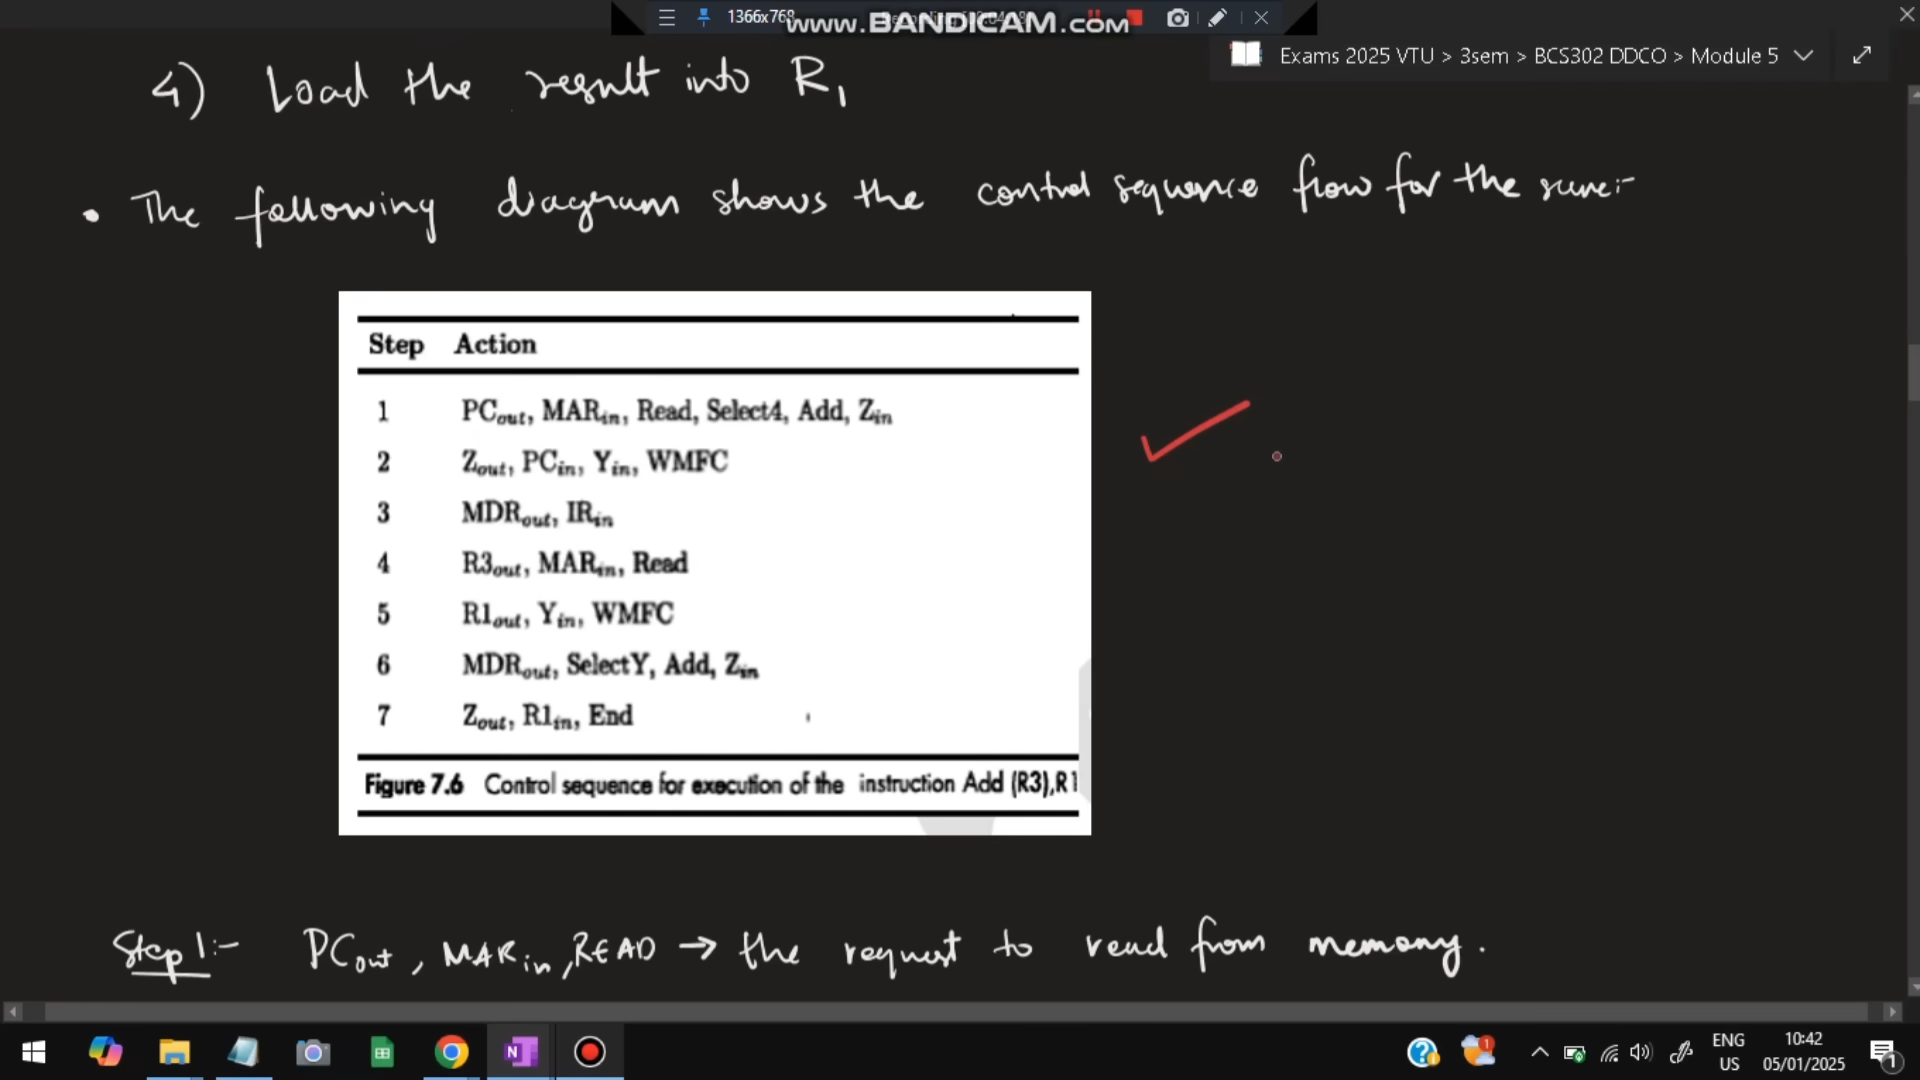 1366x768
www.BANDICAM.com
Exams 2025 VTU > 3sem > BCS302 DDCO > Module 5
4) Load the result into R1
• The following diagram shows the control sequence flow for the same:-
Step Action
1 PCout, MARin, Read, Select4, Add, Zin
2 Zout, PCin, Yin, WMFC
3 MDRout, IRin
4 R3out, MARin, Read
5 R1out, Yin, WMFC
6 MDRout, SelectY, Add, Zin
7 Zout, R1in, End
Figure 7.6 Control sequence for execution of the instruction Add (R3),R1
Step 1:- PCout, MARin, READ → the request to read from memory.
ENG 10:42
US 05/01/2025